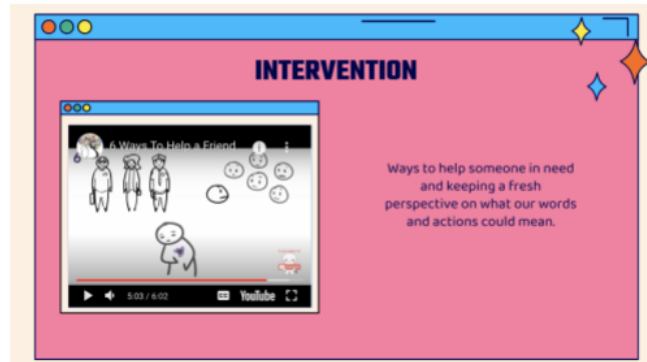 INTERVENTION
6 Ways To Help a Friend
Ways to help someone in need
and keeping a fresh
perspective on what our words
and actions could mean.
5:03 / 6:02
CC
YouTube